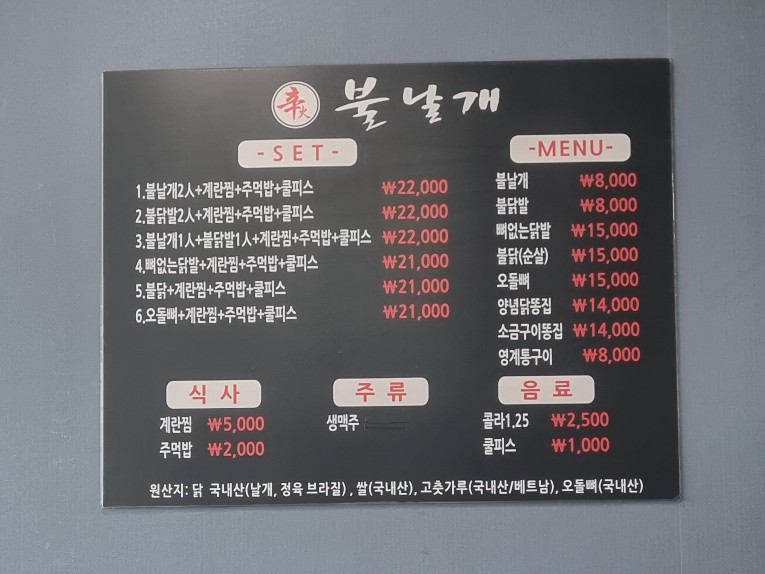 辛火 불날개
-SET-
1.불날개2人+계란찜+주먹밥+쿨피스 ₩22,000
2.불닭발2人+계란찜+주먹밥+쿨피스 ₩22,000
3.불날개1人+불닭발1人+계란찜+주먹밥+쿨피스 ₩22,000
4.뼈없는닭발+계란찜+주먹밥+쿨피스 ₩21,000
5.불닭+계란찜+주먹밥+쿨피스 ₩21,000
6.오돌뼈+계란찜+주먹밥+쿨피스 ₩21,000
-MENU-
불날개 ₩8,000
불닭발 ₩8,000
뼈없는닭발 ₩15,000
불닭(순살) ₩15,000
오돌뼈 ₩15,000
양념닭똥집 ₩14,000
소금구이똥집 ₩14,000
영계통구이 ₩8,000
식 사
계란찜 ₩5,000
주먹밥 ₩2,000
주 류
생맥주
음 료
콜라1.25 ₩2,500
쿨피스 ₩1,000
원산지: 닭 국내산(날개, 정육 브라질) , 쌀(국내산), 고춧가루(국내산/베트남), 오돌뼈(국내산)